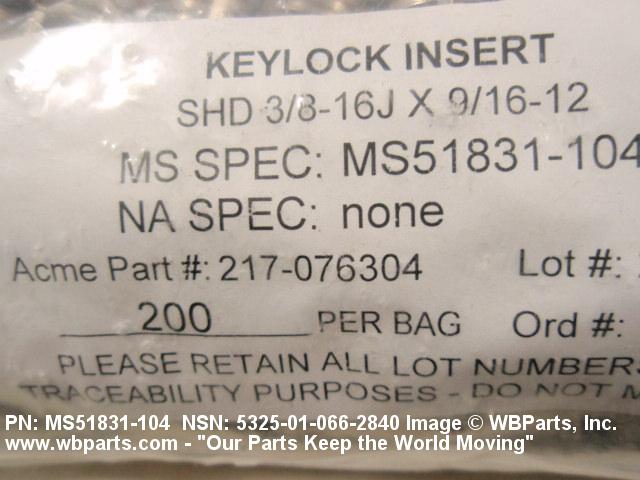 KEYLOCK INSERT
SHD 3/8-16J X 9/16-12
MS SPEC: MS51831-104
NA SPEC: none
Acme Part #: 217-076304 Lot #:
200 PER BAG Ord #:
PLEASE RETAIN ALL LOT NUMBER
TRACEABILITY PURPOSES - DO NOT M
PN: MS51831-104 NSN: 5325-01-066-2840 Image © WBParts, Inc.
www.wbparts.com - "Our Parts Keep the World Moving"